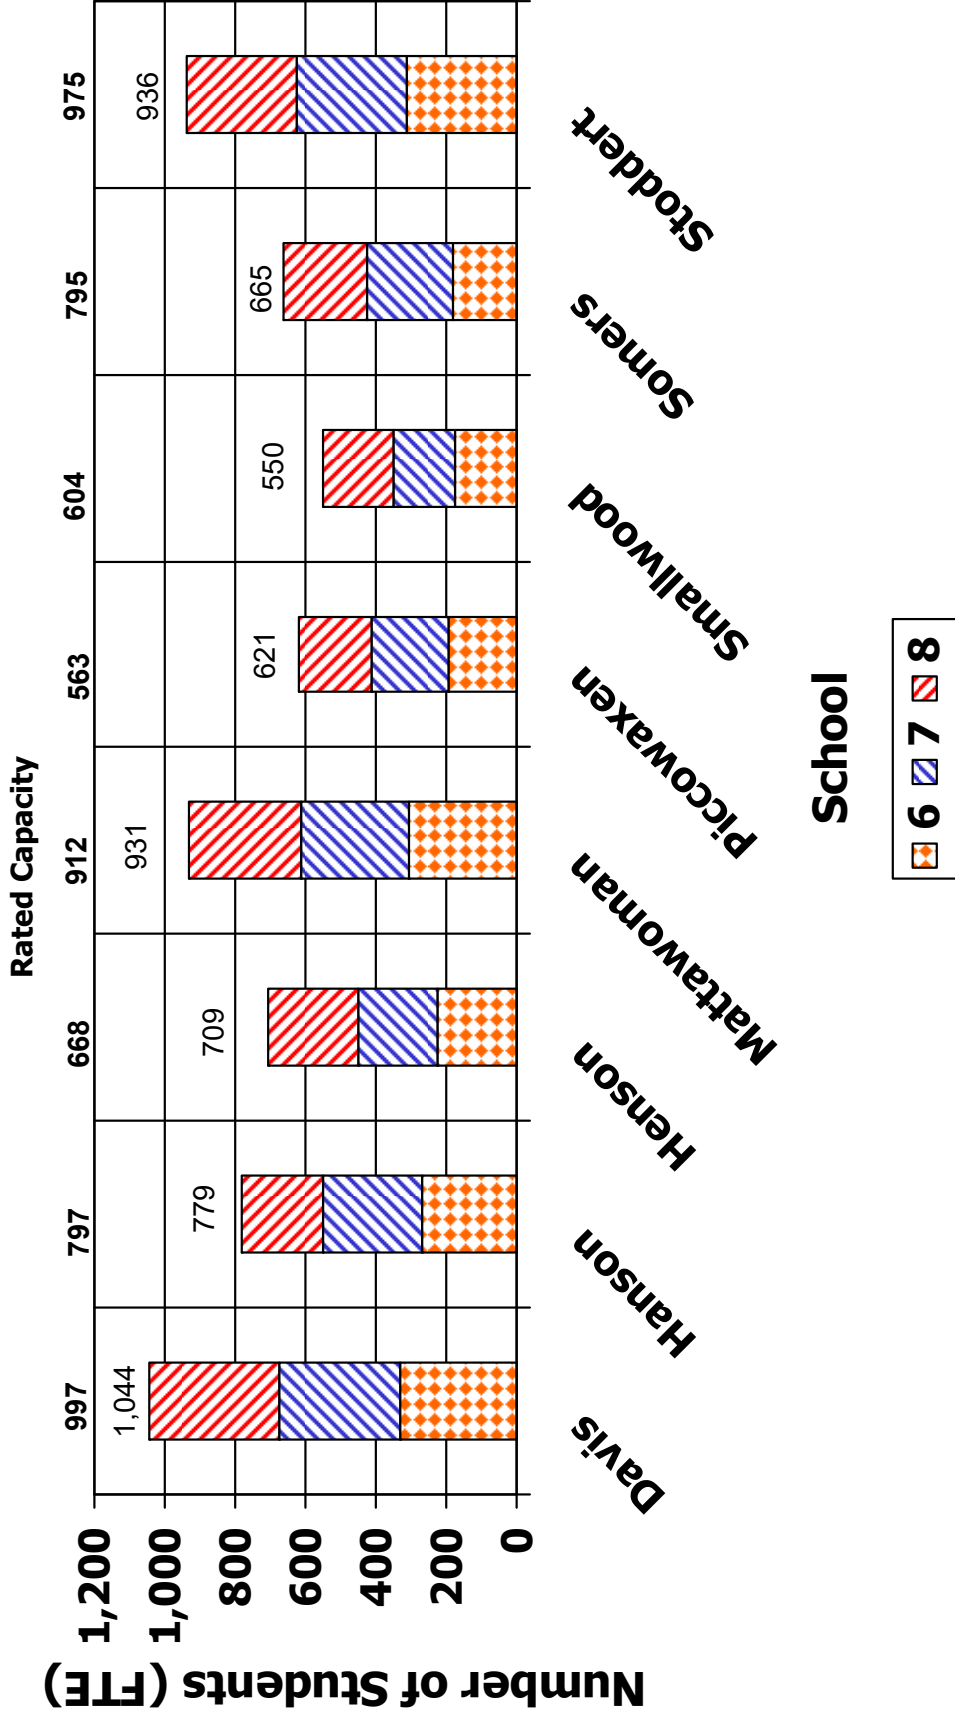 Rated Capacity
997 797 668 912 563 604 795 975
1,044 779 709 931 621 550 665 936
Number of Students (FTE)
1,200
1,000
800
600
400
200
0
Davis Hanson Henson Mattawoman Piccowaxen Smallwood Somers Stoddert
School
6 7 8